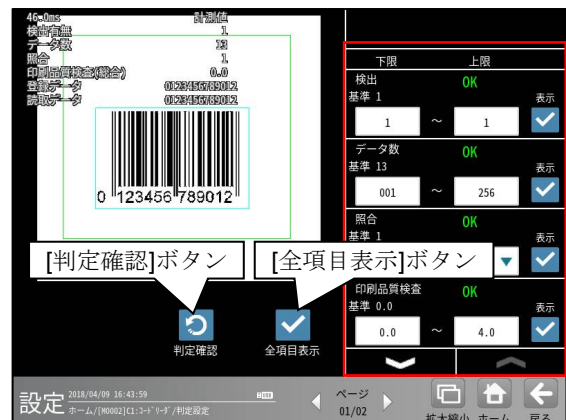 46.0ms 計測値
検出有無 1
データ数 13
照合 1
印刷品質検査(総合) 0.0
登録データ 0123456789012
読取データ 0123456789012
0 123456 789012
[判定確認]ボタン
[全項目表示]ボタン
判定確認
全項目表示
下限 上限
検出 OK
基準 1 表示
1 ~ 1
データ数 OK
基準 13 表示
001 ~ 256
照合 OK
基準 1 表示
印刷品質検査 OK
基準 0.0 表示
0.0 ~ 4.0
設定
2018/04/09 16:43:59
ホーム/[M0002]C1:コードリーダ/判定設定
ページ
01/02
拡大縮小 ホーム 戻る